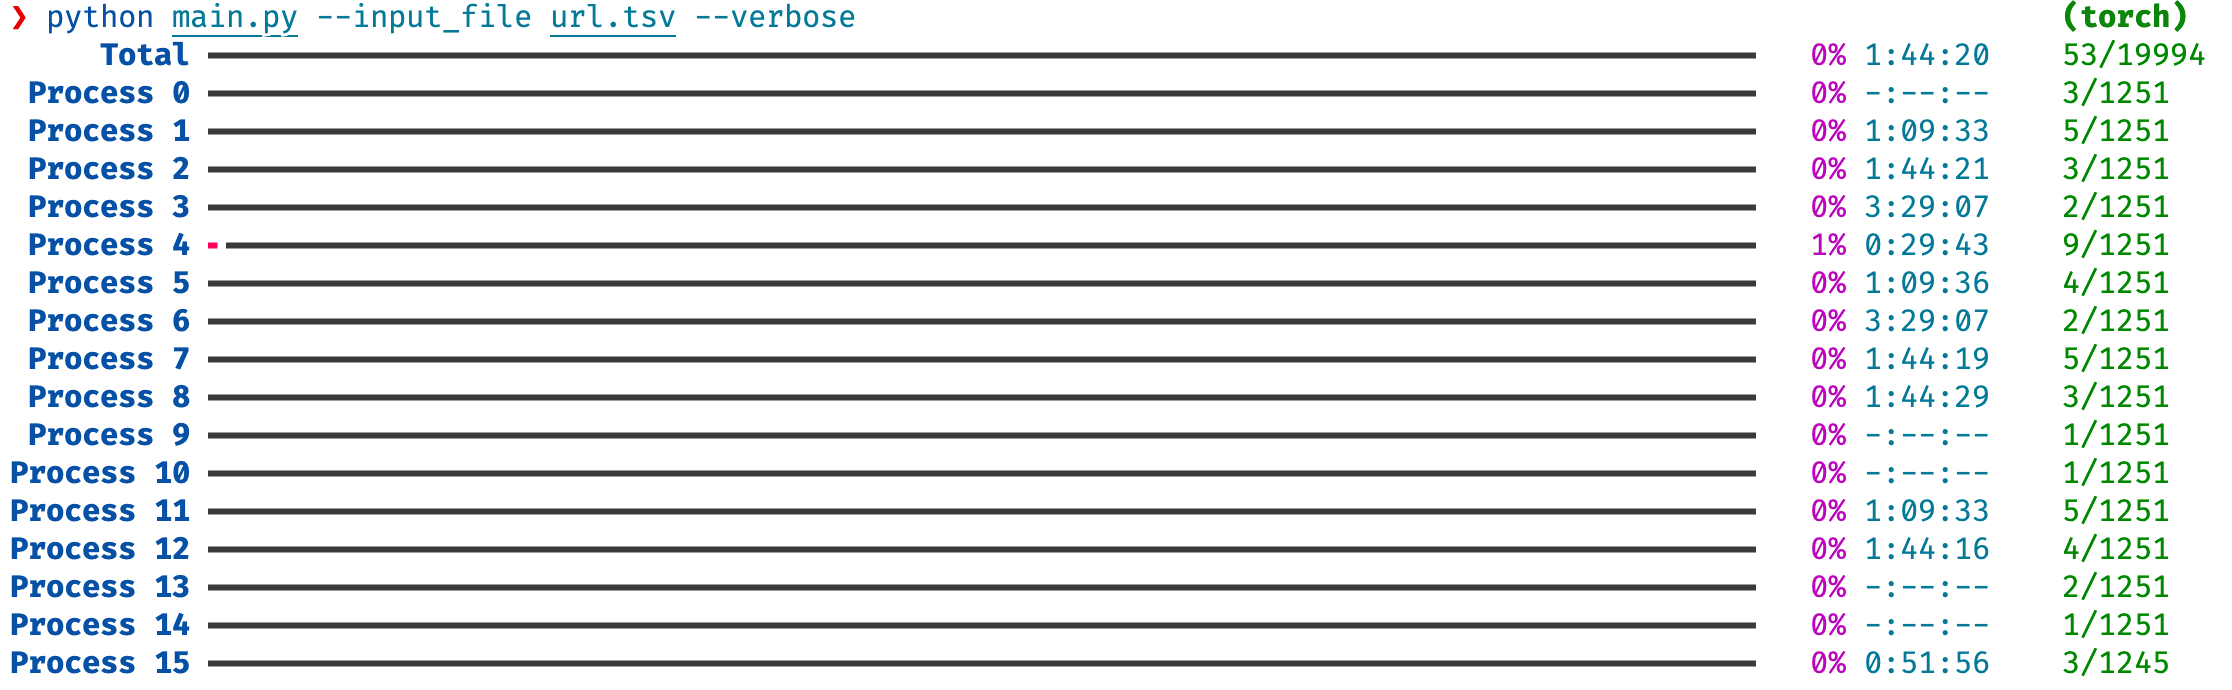 ❯ python main.py --input_file url.tsv --verbose (torch)
Total 0% 1:44:20 53/19994
Process 0 0% -:--:-- 3/1251
Process 1 0% 1:09:33 5/1251
Process 2 0% 1:44:21 3/1251
Process 3 0% 3:29:07 2/1251
Process 4 1% 0:29:43 9/1251
Process 5 0% 1:09:36 4/1251
Process 6 0% 3:29:07 2/1251
Process 7 0% 1:44:19 5/1251
Process 8 0% 1:44:29 3/1251
Process 9 0% -:--:-- 1/1251
Process 10 0% -:--:-- 1/1251
Process 11 0% 1:09:33 5/1251
Process 12 0% 1:44:16 4/1251
Process 13 0% -:--:-- 2/1251
Process 14 0% -:--:-- 1/1251
Process 15 0% 0:51:56 3/1245